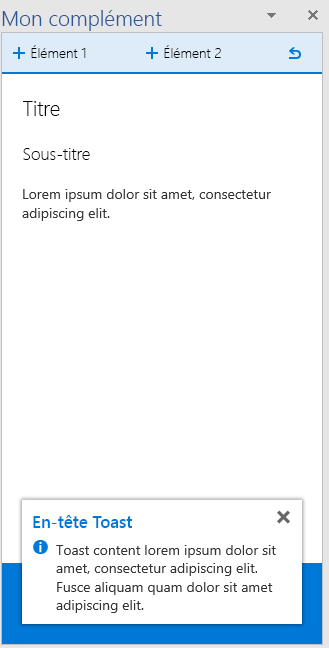 Mon complément
Élément 1 Élément 2
Titre
Sous-titre
Lorem ipsum dolor sit amet, consectetur
adipiscing elit.
En-tête Toast
Toast content lorem ipsum dolor sit
amet, consectetur adipiscing elit.
Fusce aliquam quam dolor sit amet
adipiscing elit.